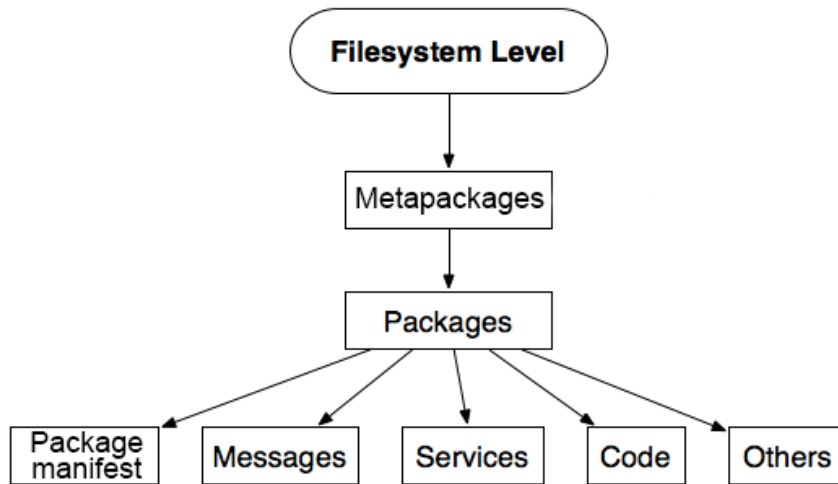 Filesystem Level
Metapackages
Packages
Package
manifest
Messages
Services
Code
Others